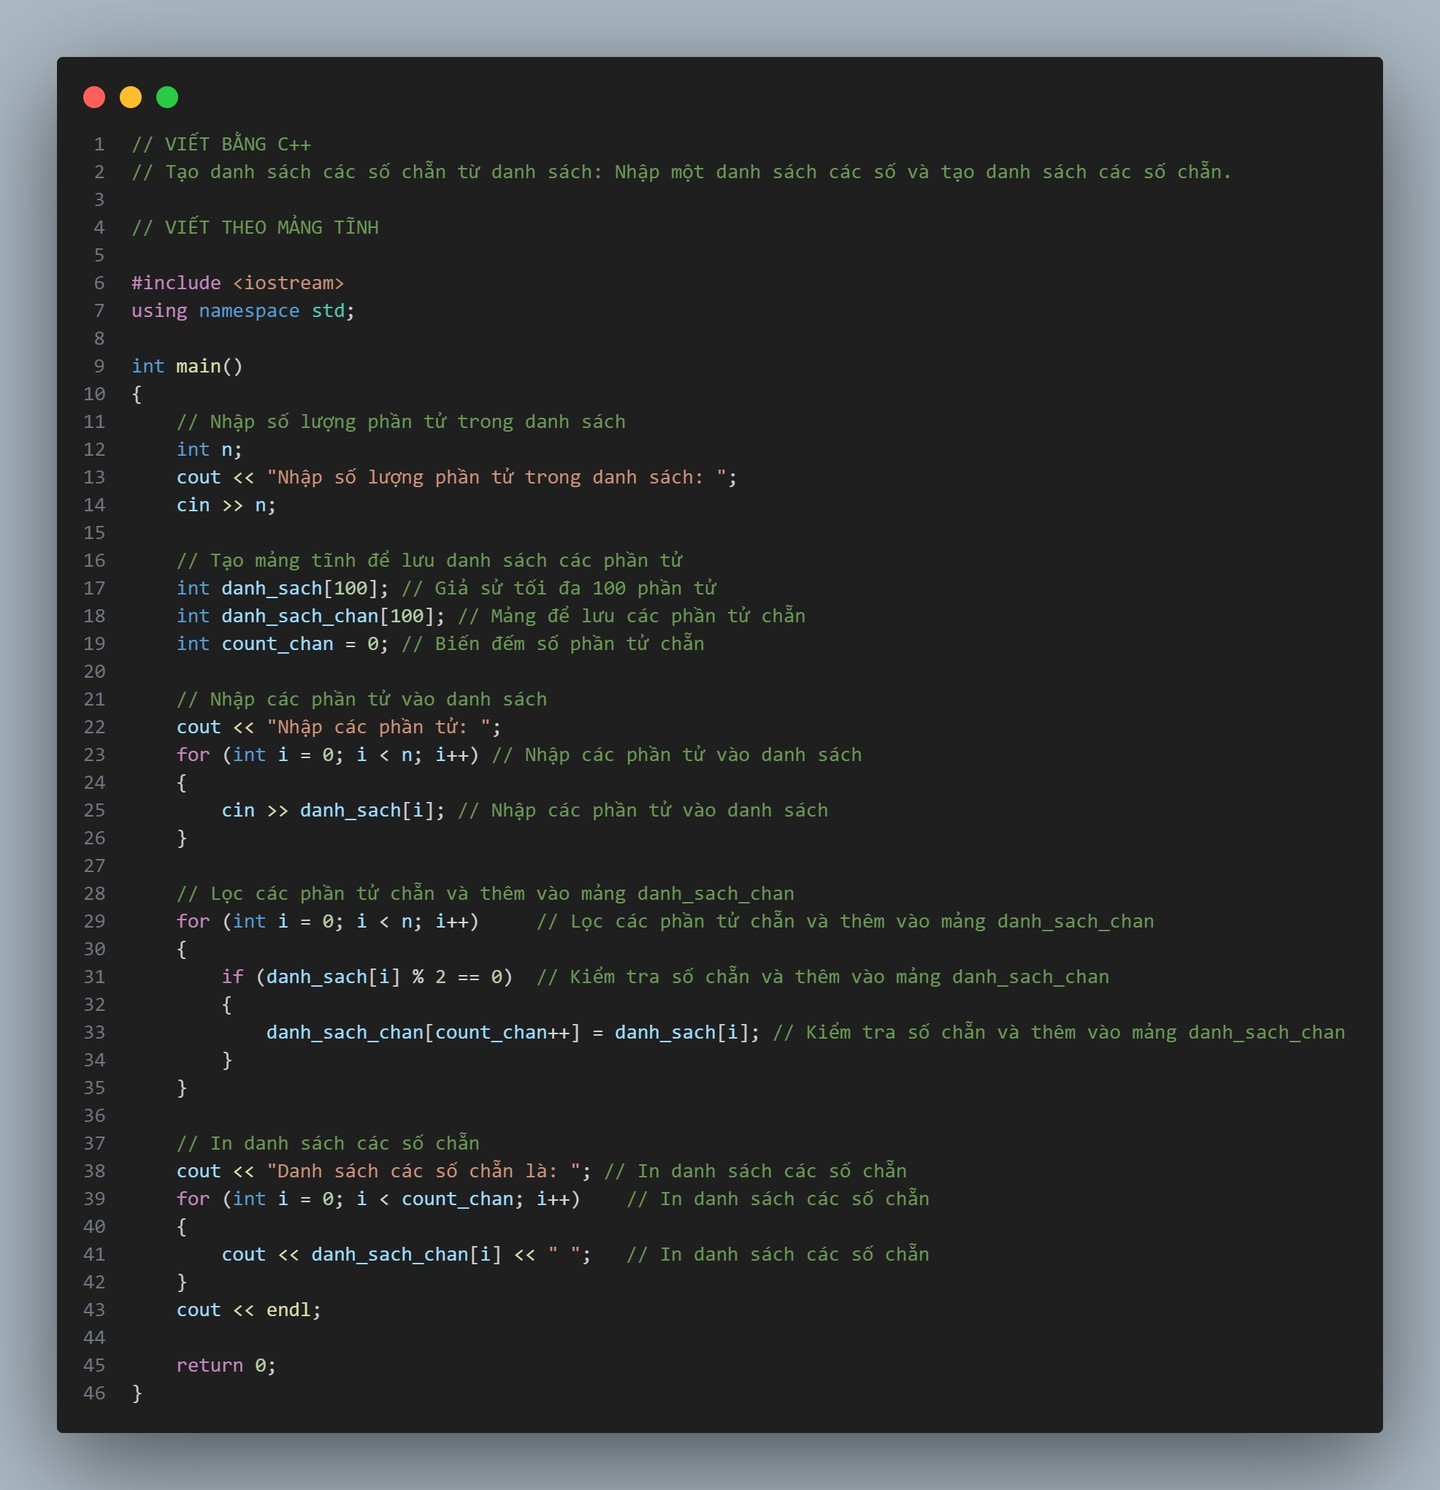 1 // VIẾT BẰNG C++
2 // Tạo danh sách các số chẵn từ danh sách: Nhập một danh sách các số và tạo danh sách các số chẵn.
3
4 // VIẾT THEO MẢNG TĨNH
5
6 #include <iostream>
7 using namespace std;
8
9 int main()
10 {
11     // Nhập số lượng phần tử trong danh sách
12     int n;
13     cout << "Nhập số lượng phần tử trong danh sách: ";
14     cin >> n;
15
16     // Tạo mảng tĩnh để lưu danh sách các phần tử
17     int danh_sach[100]; // Giả sử tối đa 100 phần tử
18     int danh_sach_chan[100]; // Mảng để lưu các phần tử chẵn
19     int count_chan = 0; // Biến đếm số phần tử chẵn
20
21     // Nhập các phần tử vào danh sách
22     cout << "Nhập các phần tử: ";
23     for (int i = 0; i < n; i++) // Nhập các phần tử vào danh sách
24     {
25         cin >> danh_sach[i]; // Nhập các phần tử vào danh sách
26     }
27
28     // Lọc các phần tử chẵn và thêm vào mảng danh_sach_chan
29     for (int i = 0; i < n; i++)     // Lọc các phần tử chẵn và thêm vào mảng danh_sach_chan
30     {
31         if (danh_sach[i] % 2 == 0)  // Kiểm tra số chẵn và thêm vào mảng danh_sach_chan
32         {
33             danh_sach_chan[count_chan++] = danh_sach[i]; // Kiểm tra số chẵn và thêm vào mảng danh_sach_chan
34         }
35     }
36
37     // In danh sách các số chẵn
38     cout << "Danh sách các số chẵn là: "; // In danh sách các số chẵn
39     for (int i = 0; i < count_chan; i++)    // In danh sách các số chẵn
40     {
41         cout << danh_sach_chan[i] << " ";   // In danh sách các số chẵn
42     }
43     cout << endl;
44
45     return 0;
46 }